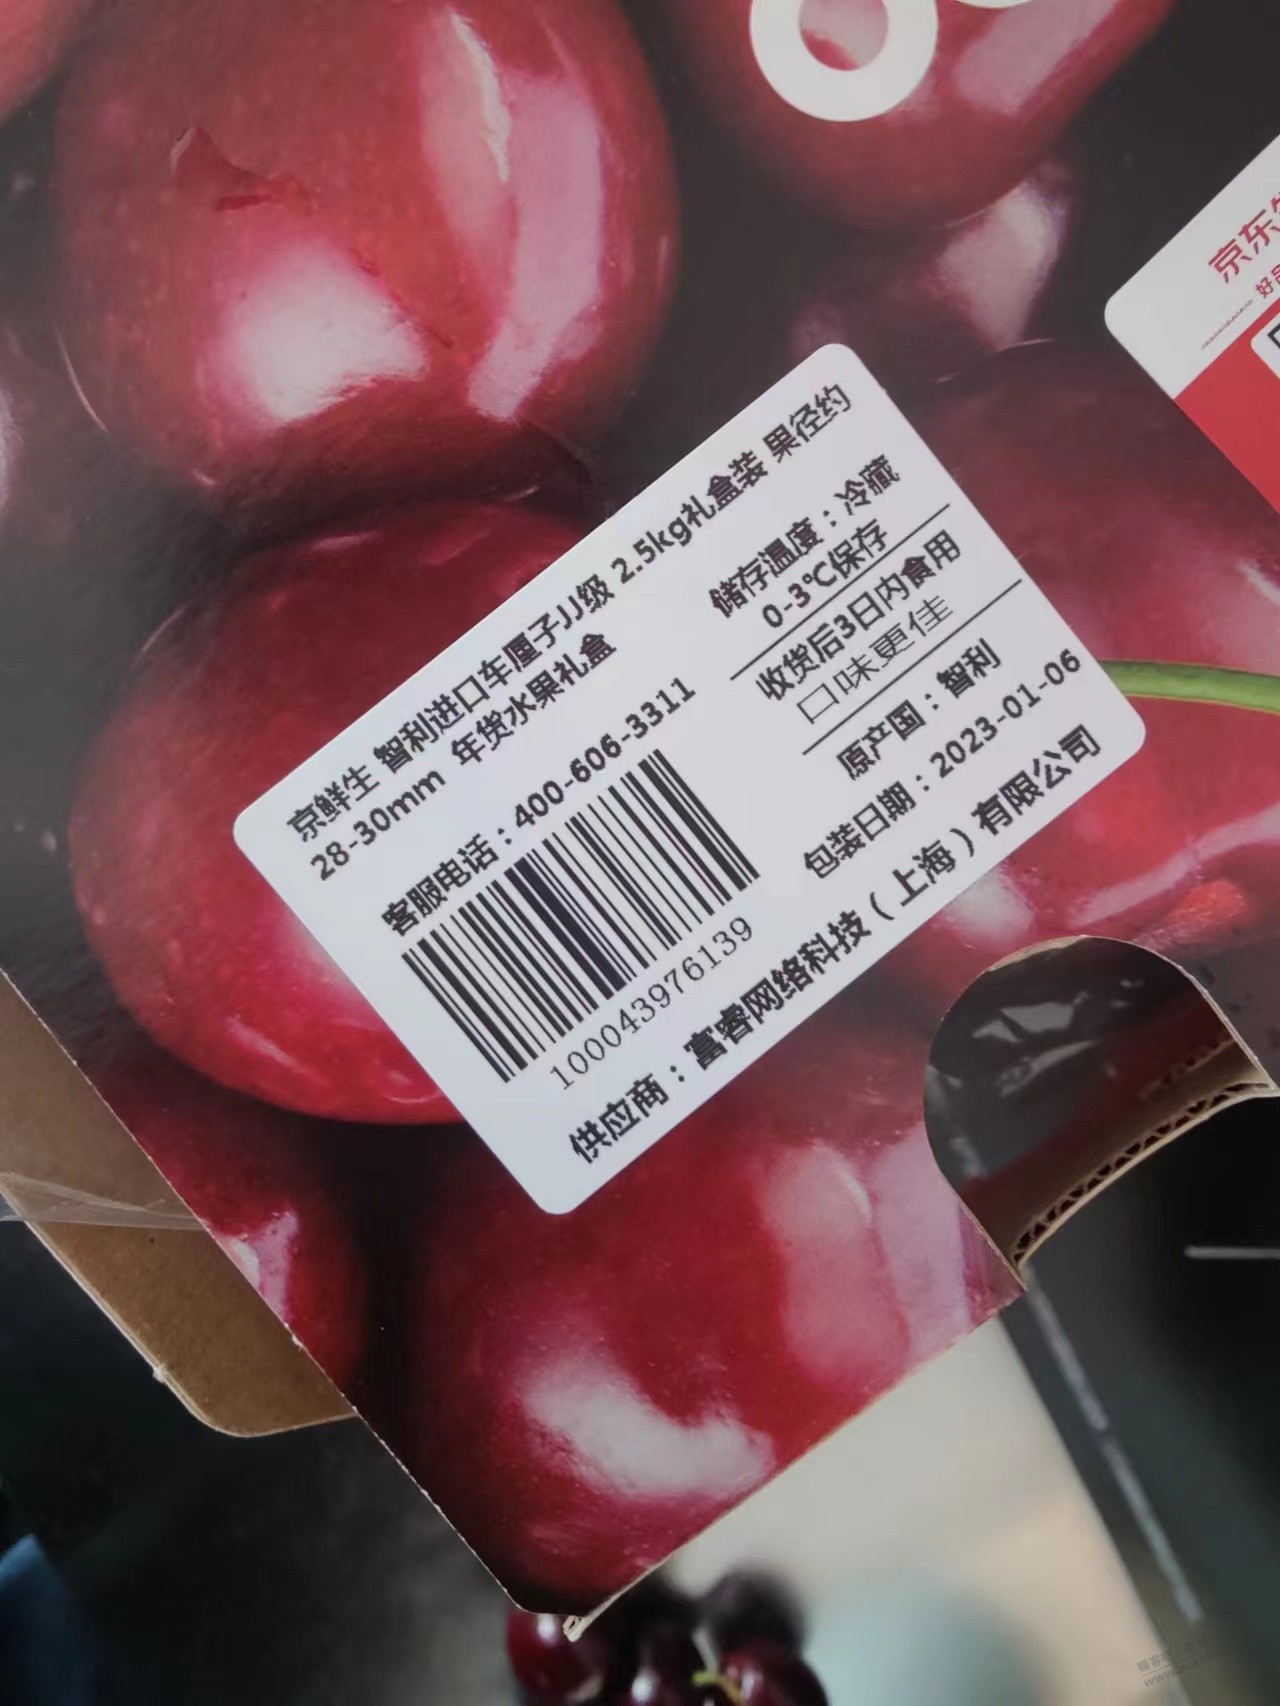 京东
好
京鲜生 智利进口车厘子JJ级 2.5kg礼盒装 果径约
28-30mm 年货水果礼盒
客服电话：400-606-3311
100043976139
储存温度：冷藏
0-3℃保存
收货后3日内食用
口味更佳
原产国：智利
包装日期：2023-01-06
供应商：富睿网络科技（上海）有限公司